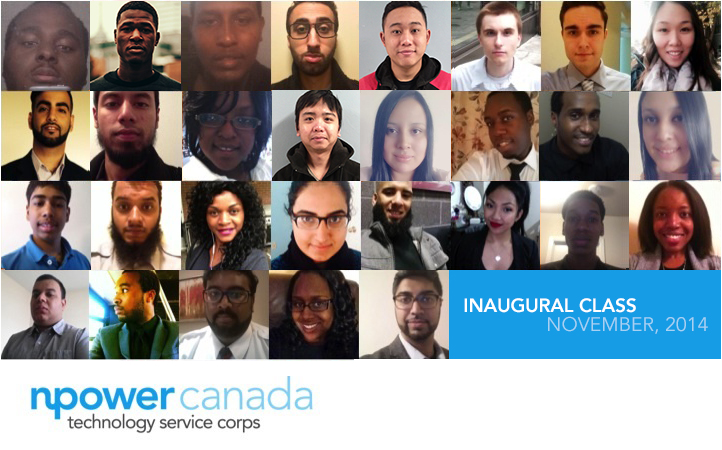 INAUGURAL CLASS
NOVEMBER, 2014
npower canada
technology service corps